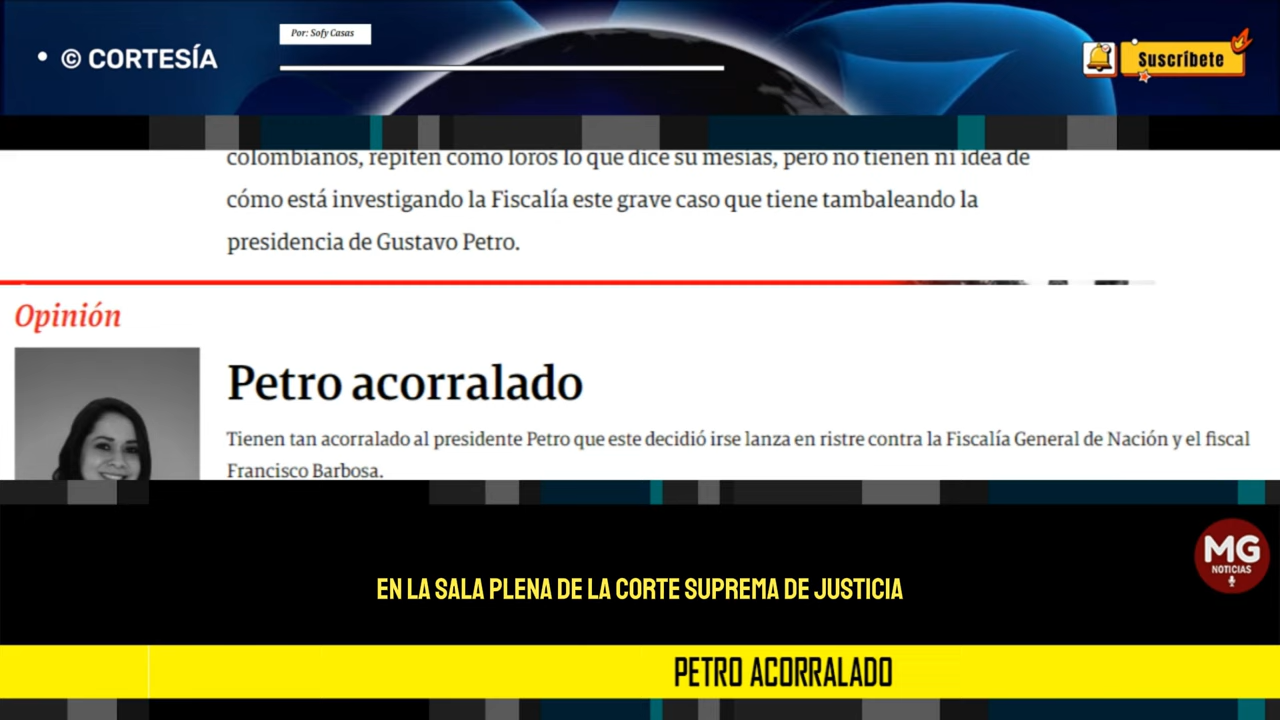 • © CORTESÍA
Por: Sofy Casas
Suscríbete
colombianos, repiten como loros lo que dice su mesías, pero no tienen ni idea de
cómo está investigando la Fiscalía este grave caso que tiene tambaleando la
presidencia de Gustavo Petro.
Opinión
Petro acorralado
Tienen tan acorralado al presidente Petro que este decidió irse lanza en ristre contra la Fiscalía General de Nación y el fiscal
Francisco Barbosa.
MG
NOTICIAS
EN LA SALA PLENA DE LA CORTE SUPREMA DE JUSTICIA
PETRO ACORRALADO